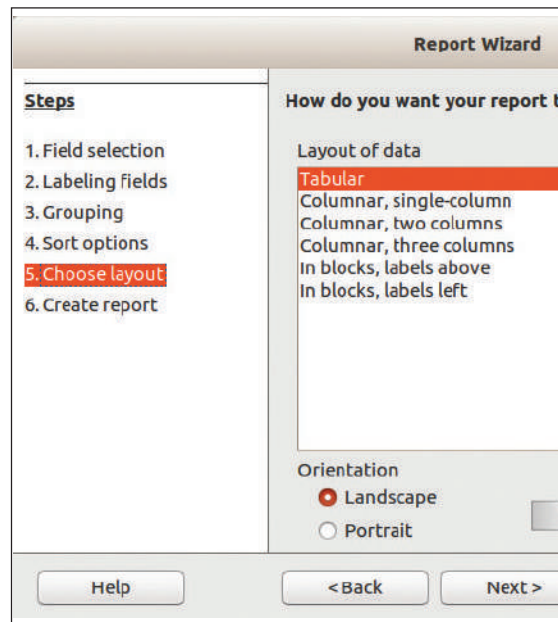 Report Wizard
Steps
1. Field selection
2. Labeling fields
3. Grouping
4. Sort options
5. Choose layout
6. Create report
How do you want your report t
Layout of data
Tabular
Columnar, single-column
Columnar, two columns
Columnar, three columns
In blocks, labels above
In blocks, labels left
Orientation
Landscape
Portrait
Help
< Back
Next >